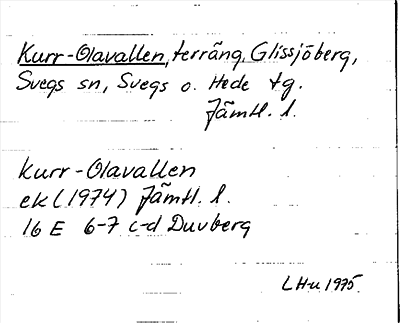 Kurr-Olavallen, terräng, Glissjöberg,
Svegs sn, Svegs o. Hede tg.
Jämtl. l.
Kurr-Olavallen
ek (1974) Jämtl. l.
16 E 6-7 c-d Duvberg
LHu 1975